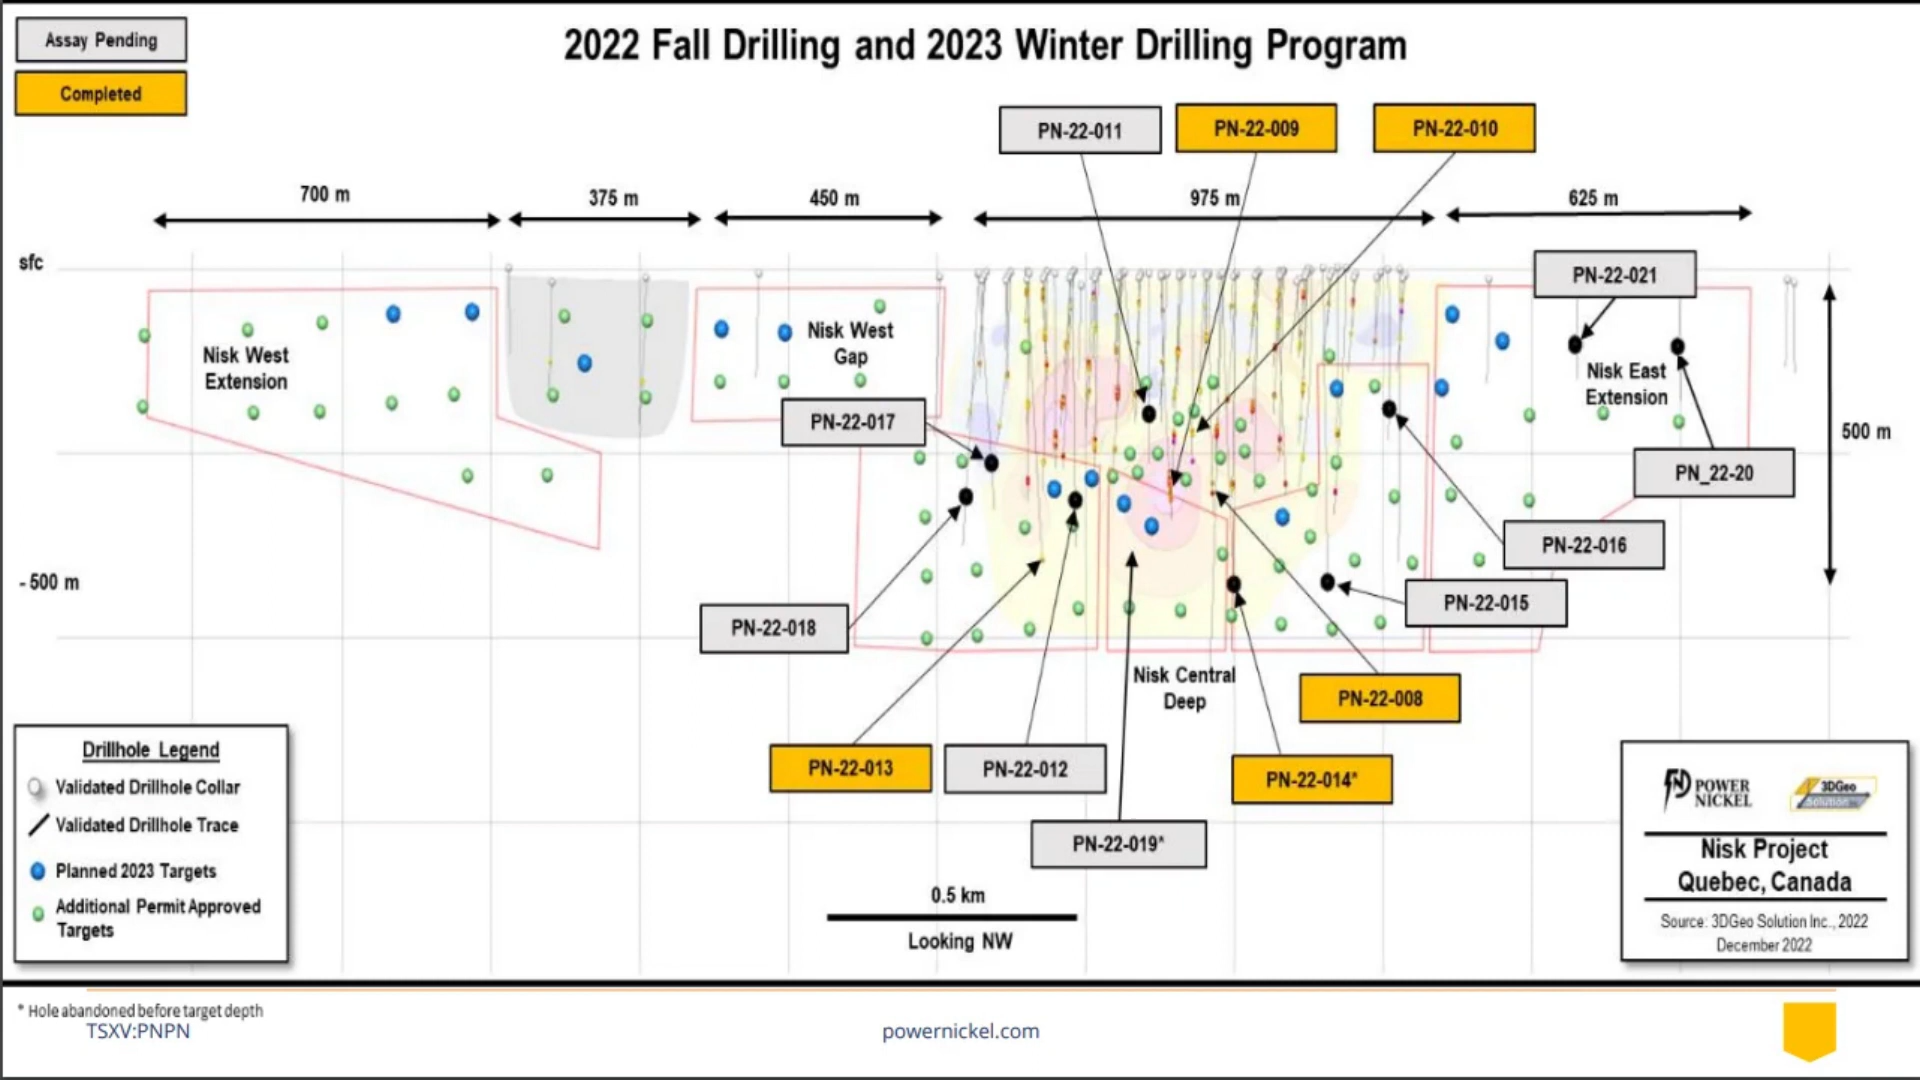 Assay Pending
Completed
2022 Fall Drilling and 2023 Winter Drilling Program
PN-22-011
PN-22-009
PN-22-010
700 m
375 m
450 m
975 m
625 m
sfc
PN-22-021
Nisk West
Extension
Nisk West
Gap
Nisk East
Extension
PN-22-017
500 m
PN_22-20
PN-22-016
- 500 m
PN-22-015
PN-22-018
Nisk Central
Deep
PN-22-008
PN-22-013
PN-22-012
PN-22-014*
PN-22-019*
Drillhole Legend
Validated Drillhole Collar
Validated Drillhole Trace
Planned 2023 Targets
Additional Permit Approved
Targets
0.5 km
Looking NW
POWER
NICKEL
3DGeo
Solution
Nisk Project
Quebec, Canada
Source: 3DGeo Solution Inc., 2022
December 2022
* Hole abandoned before target depth
TSXV:PNPN
powernickel.com